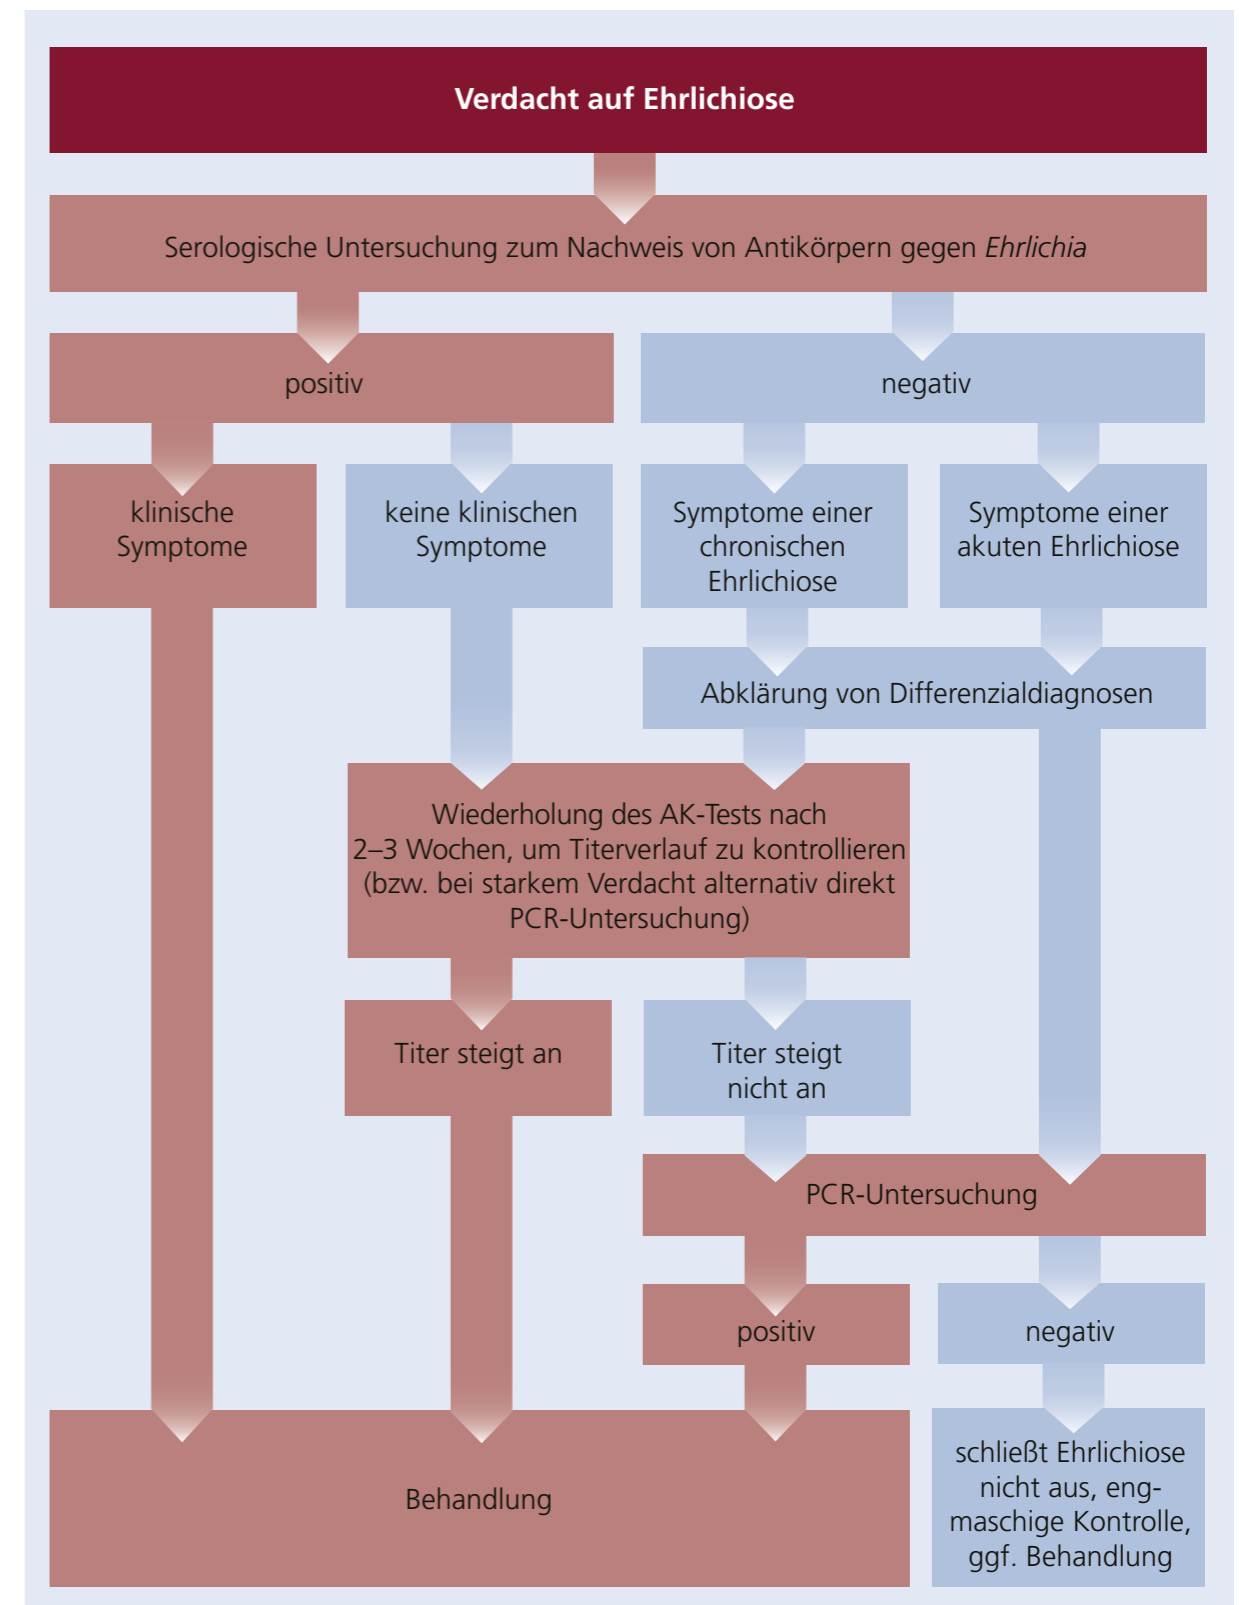 Verdacht auf Ehrlichiose
Serologische Untersuchung zum Nachweis von Antikörpern gegen Ehrlichia
positiv
negativ
klinische
Symptome
keine klinischen
Symptome
Symptome einer
chronischen
Ehrlichiose
Symptome einer
akuten Ehrlichiose
Abklärung von Differenzialdiagnosen
Wiederholung des AK-Tests nach
2–3 Wochen, um Titerverlauf zu kontrollieren
(bzw. bei starkem Verdacht alternativ direkt
PCR-Untersuchung)
Titer steigt an
Titer steigt
nicht an
PCR-Untersuchung
positiv
negativ
Behandlung
schließt Ehrlichiose
nicht aus, eng-
maschige Kontrolle,
ggf. Behandlung